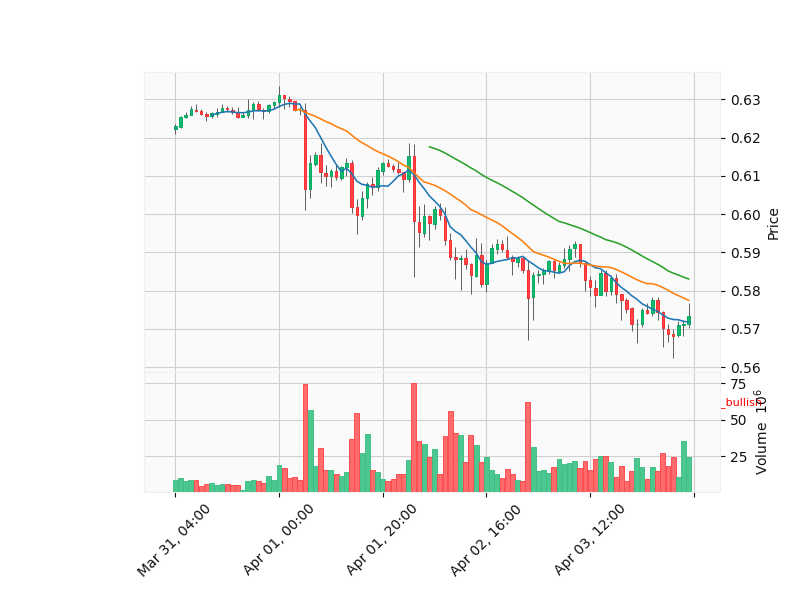 0.63
0.62
0.61
0.60
0.59
0.58
0.57
0.56
Price
75
50
25
bullish
Volume 10^6
Mar 31, 04:00
Apr 01, 00:00
Apr 01, 20:00
Apr 02, 16:00
Apr 03, 12:00